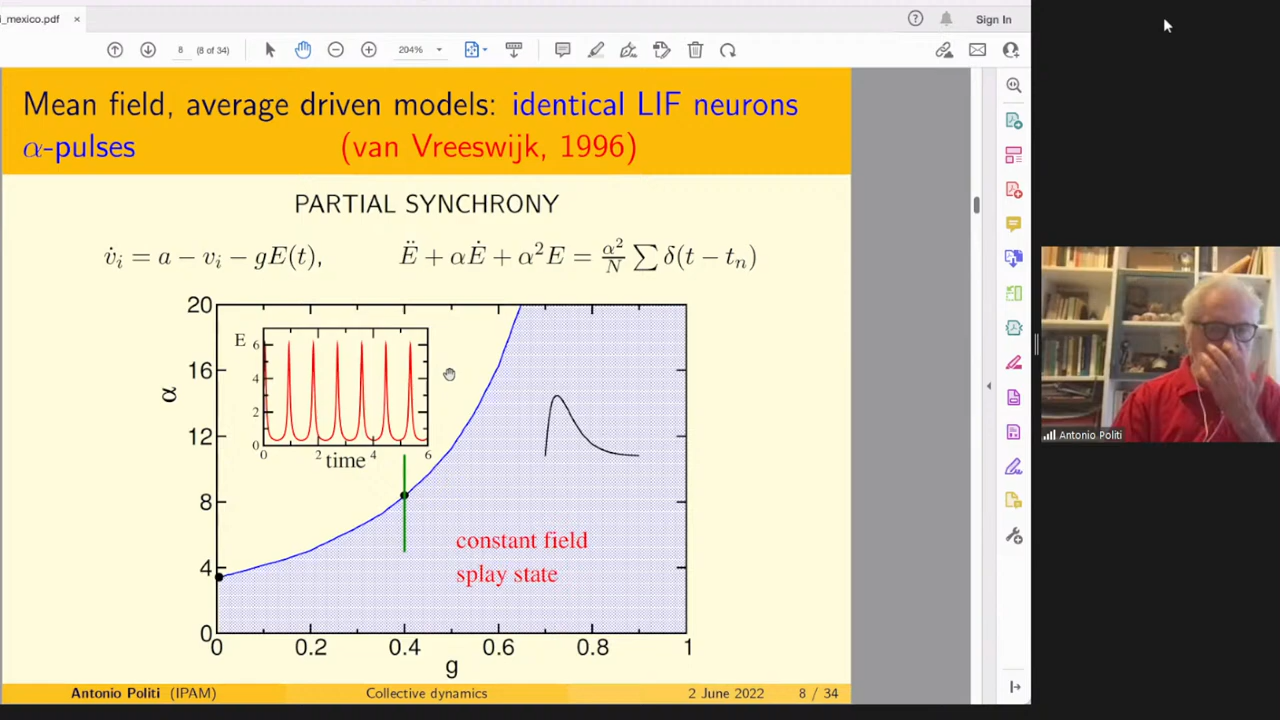 i_mexico.pdf ×
Sign In
8 (8 of 34) 204%
Mean field, average driven models: identical LIF neurons
α-pulses (van Vreeswijk, 1996)
PARTIAL SYNCHRONY
v̇ᵢ = a − vᵢ − gE(t), Ë + αĖ + α²E = α²/N ∑ δ(t − tₙ)
20
16
12
8
4
0
α
E
6
4
2
0
0 2 4 6
time
constant field
splay state
0 0.2 0.4 0.6 0.8 1
g
Antonio Politi (IPAM) Collective dynamics 2 June 2022 8 / 34
Antonio Politi